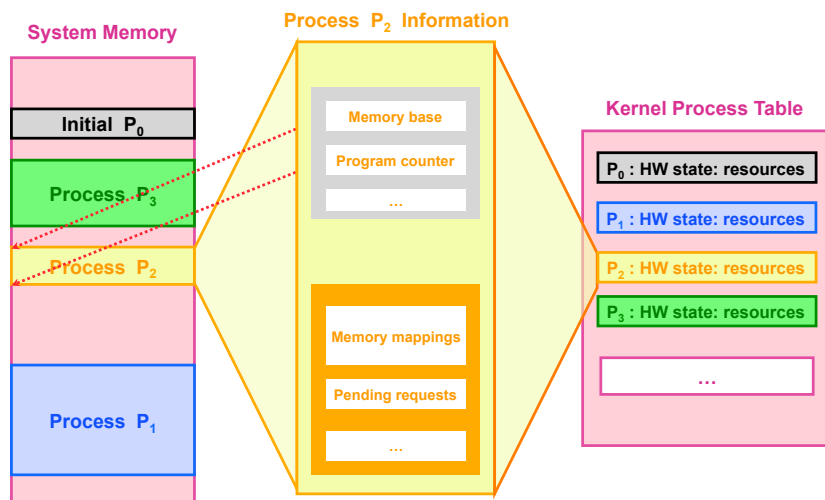 System Memory
Initial P₀
Process P₃
Process P₂
Process P₁
Process P₂ Information
Memory base
Program counter
...
Memory mappings
Pending requests
...
Kernel Process Table
P₀ : HW state: resources
P₁ : HW state: resources
P₂ : HW state: resources
P₃ : HW state: resources
...